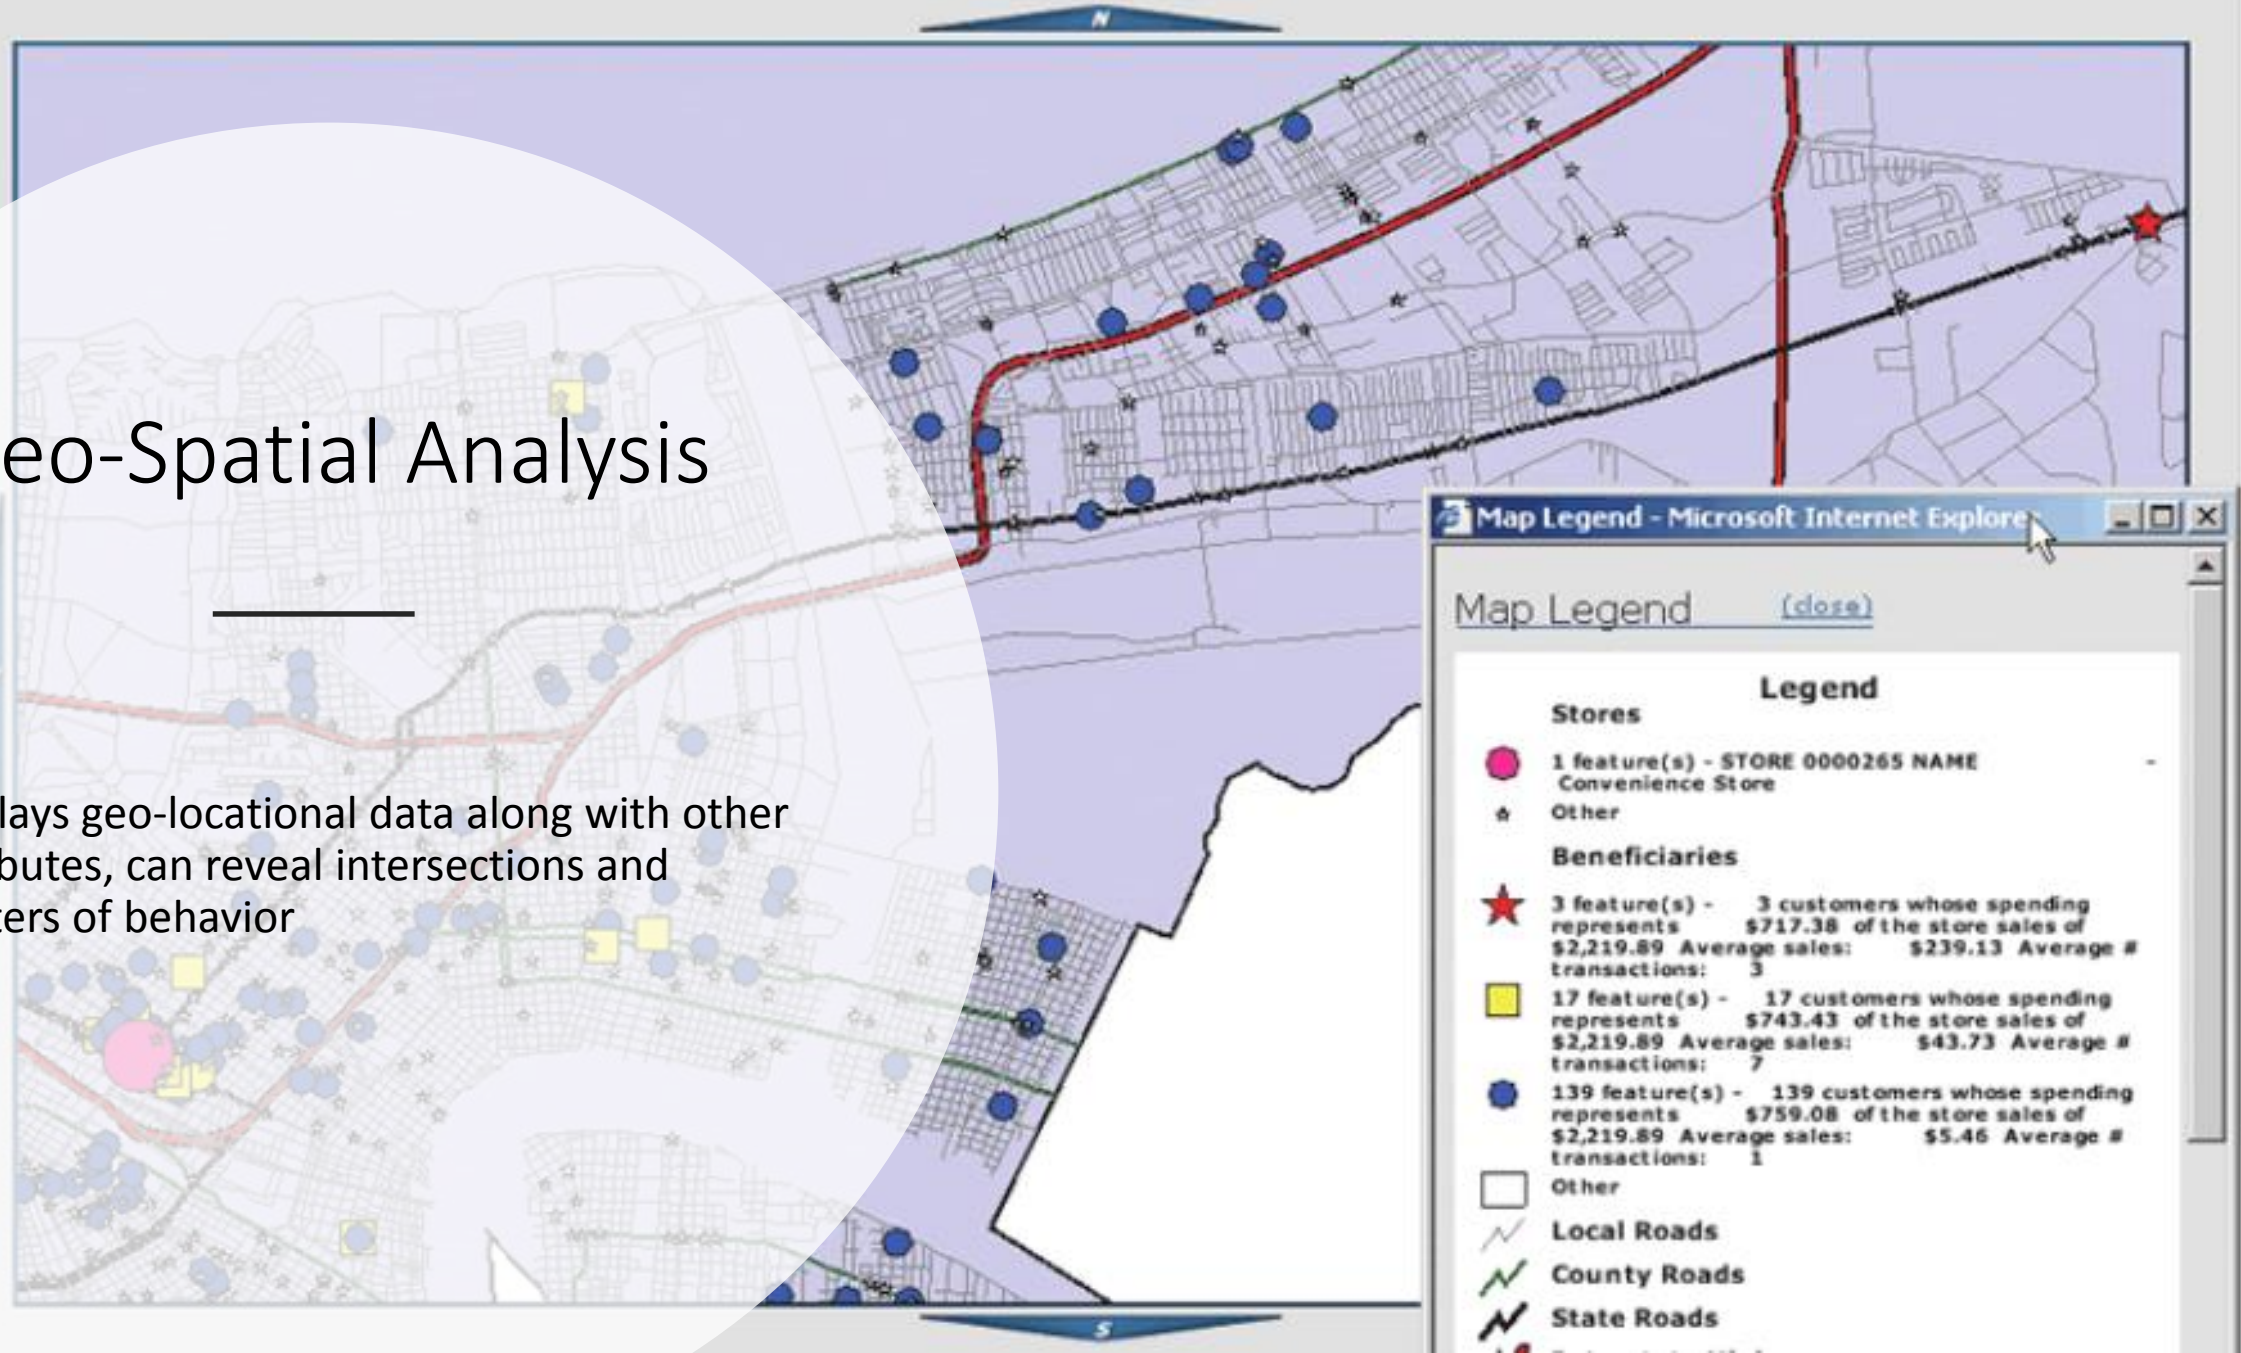 N
eo-Spatial Analysis
lays geo-locational data along with other
butes, can reveal intersections and
ters of behavior
Map Legend - Microsoft Internet Explore
Map Legend (close)
Legend
Stores
1 feature(s) - STORE 0000265 NAME -
Convenience Store
Other
Beneficiaries
3 feature(s) - 3 customers whose spending
represents $717.38 of the store sales of
$2,219.89 Average sales: $239.13 Average #
transactions: 3
17 feature(s) - 17 customers whose spending
represents $743.43 of the store sales of
$2,219.89 Average sales: $43.73 Average #
transactions: 7
139 feature(s) - 139 customers whose spending
represents $759.08 of the store sales of
$2,219.89 Average sales: $5.46 Average #
transactions: 1
Other
Local Roads
County Roads
State Roads
S